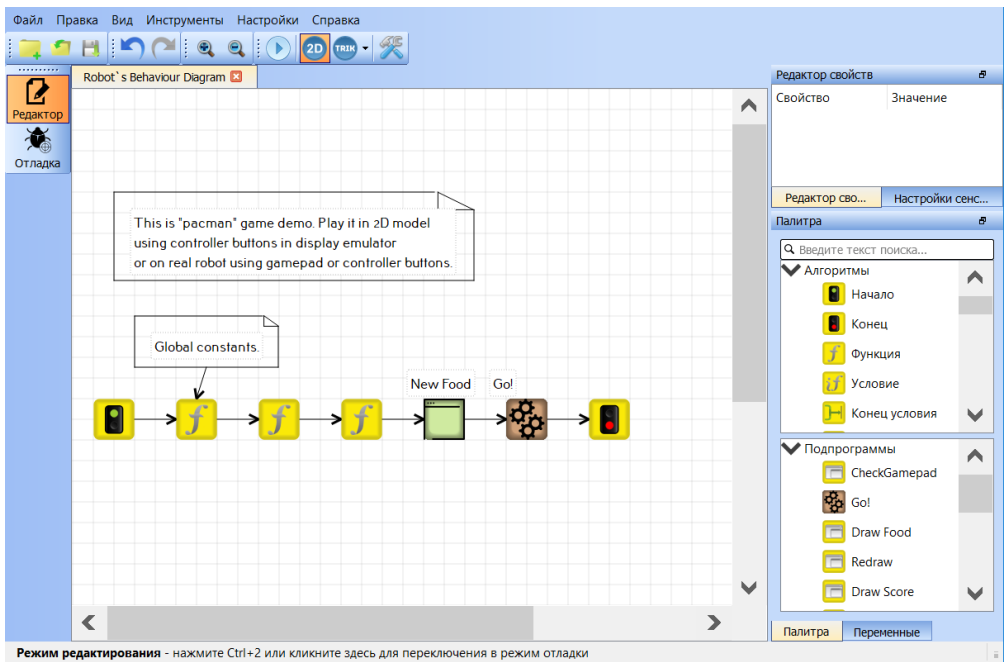 Файл Правка Вид Инструменты Настройки Справка
2D TRIK
Редактор
Отладка
Robot`s Behaviour Diagram
This is "pacman" game demo. Play it in 2D model
using controller buttons in display emulator
or on real robot using gamepad or controller buttons.
Global constants.
New Food Go!
Редактор свойств
Свойство Значение
Редактор сво... Настройки сенс...
Палитра
Введите текст поиска...
Алгоритмы
Начало
Конец
Функция
Условие
Конец условия
Подпрограммы
CheckGamepad
Go!
Draw Food
Redraw
Draw Score
Палитра Переменные
Режим редактирования - нажмите Ctrl+2 или кликните здесь для переключения в режим отладки